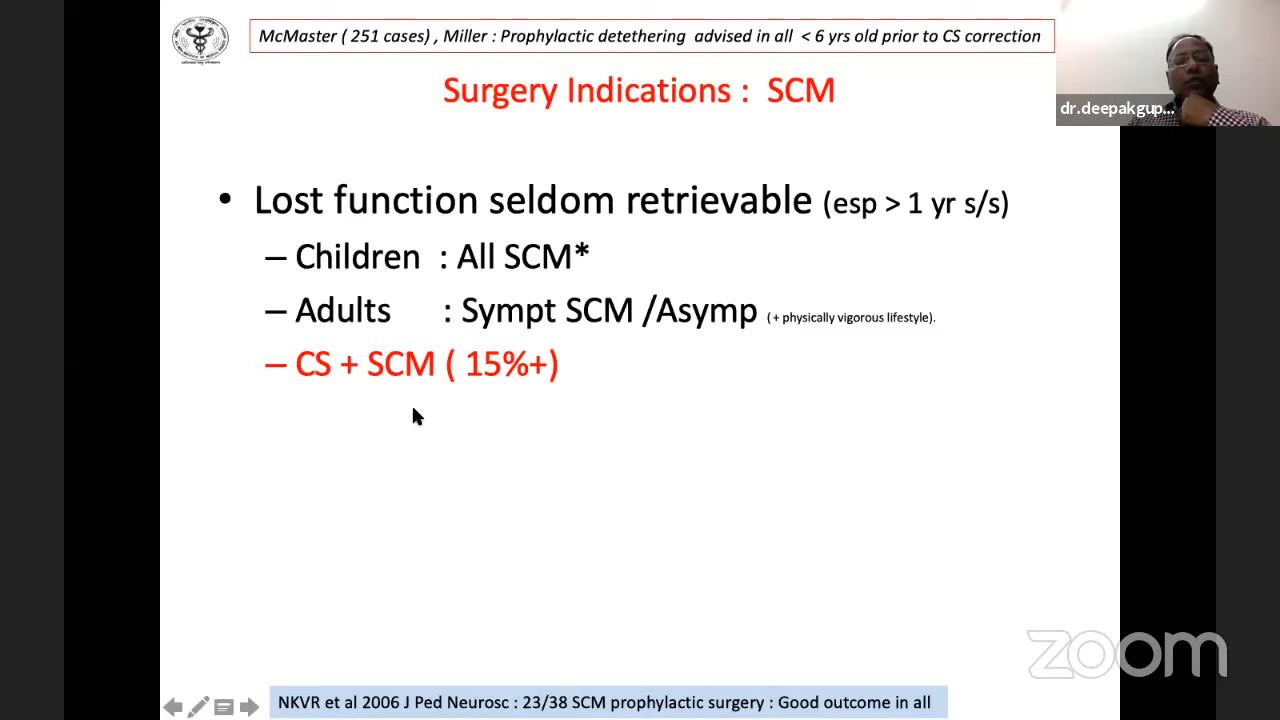 McMaster ( 251 cases) , Miller : Prophylactic detethering advised in all < 6 yrs old prior to CS correction
dr.deepakgup...
Surgery Indications : SCM
• Lost function seldom retrievable (esp > 1 yr s/s)
– Children : All SCM*
– Adults : Sympt SCM /Asymp ( + physically vigorous lifestyle).
– CS + SCM ( 15%+)
zoom
NKVR et al 2006 J Ped Neurosc : 23/38 SCM prophylactic surgery : Good outcome in all